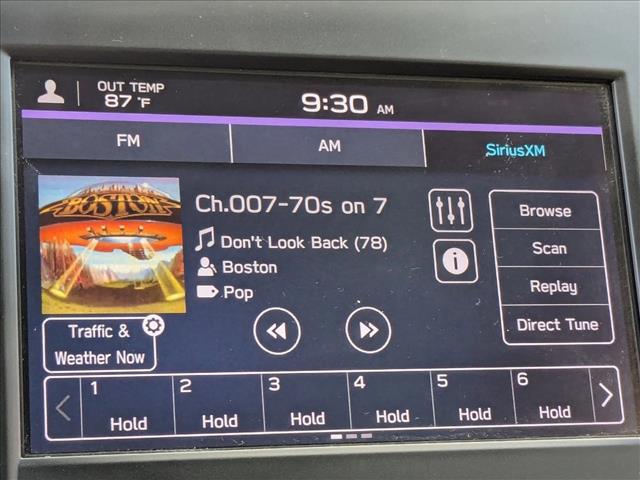 OUT TEMP
87 °F
9:30 AM
FM
AM
SiriusXM
BOSTON
Ch.007-70s on 7
Don't Look Back (78)
Boston
Pop
Browse
Scan
Replay
Direct Tune
Traffic &
Weather Now
1 2 3 4 5 6
Hold Hold Hold Hold Hold Hold